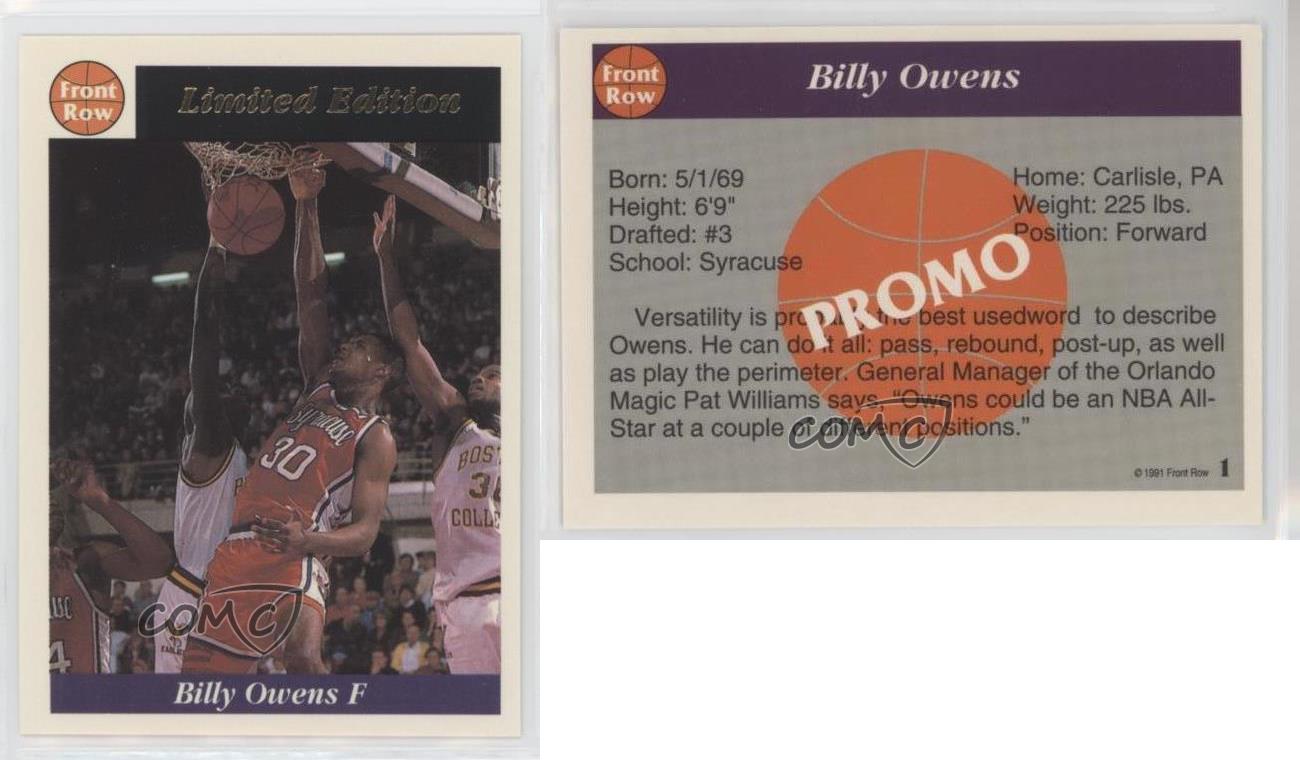 Front
Row
Limited Edition
Syracuse
30
BOST
COLLE
COMC
Billy Owens F
Front
Row
Billy Owens
Born: 5/1/69
Height: 6'9"
Drafted: #3
School: Syracuse
Home: Carlisle, PA
Weight: 225 lbs.
Position: Forward
PROMO
Versatility is probably the best usedword to describe
Owens. He can do it all: pass, rebound, post-up, as well
as play the perimeter. General Manager of the Orlando
Magic Pat Williams says, “Owens could be an NBA All-
Star at a couple of different positions.”
COMC
© 1991 Front Row 1